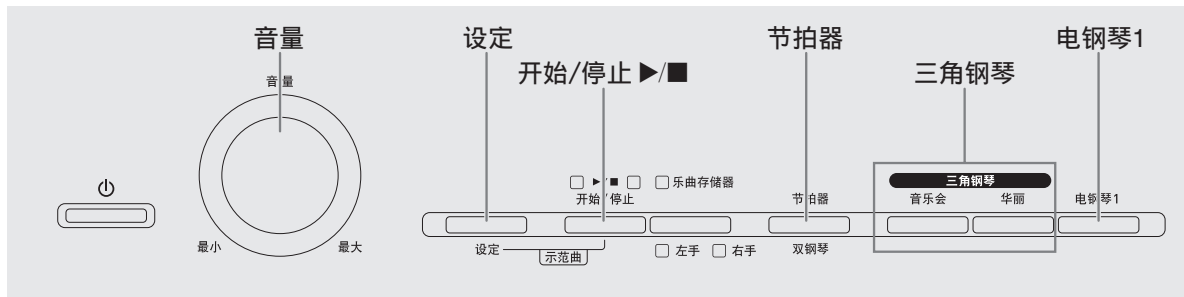 音量
设定
节拍器
电钢琴1
开始/停止 ▶/■
三角钢琴
音量
▶/■
乐曲存储器
三角钢琴
开始/停止
节拍器
音乐会
华丽
电钢琴1
最小
最大
设定
示范曲
左手
右手
双钢琴